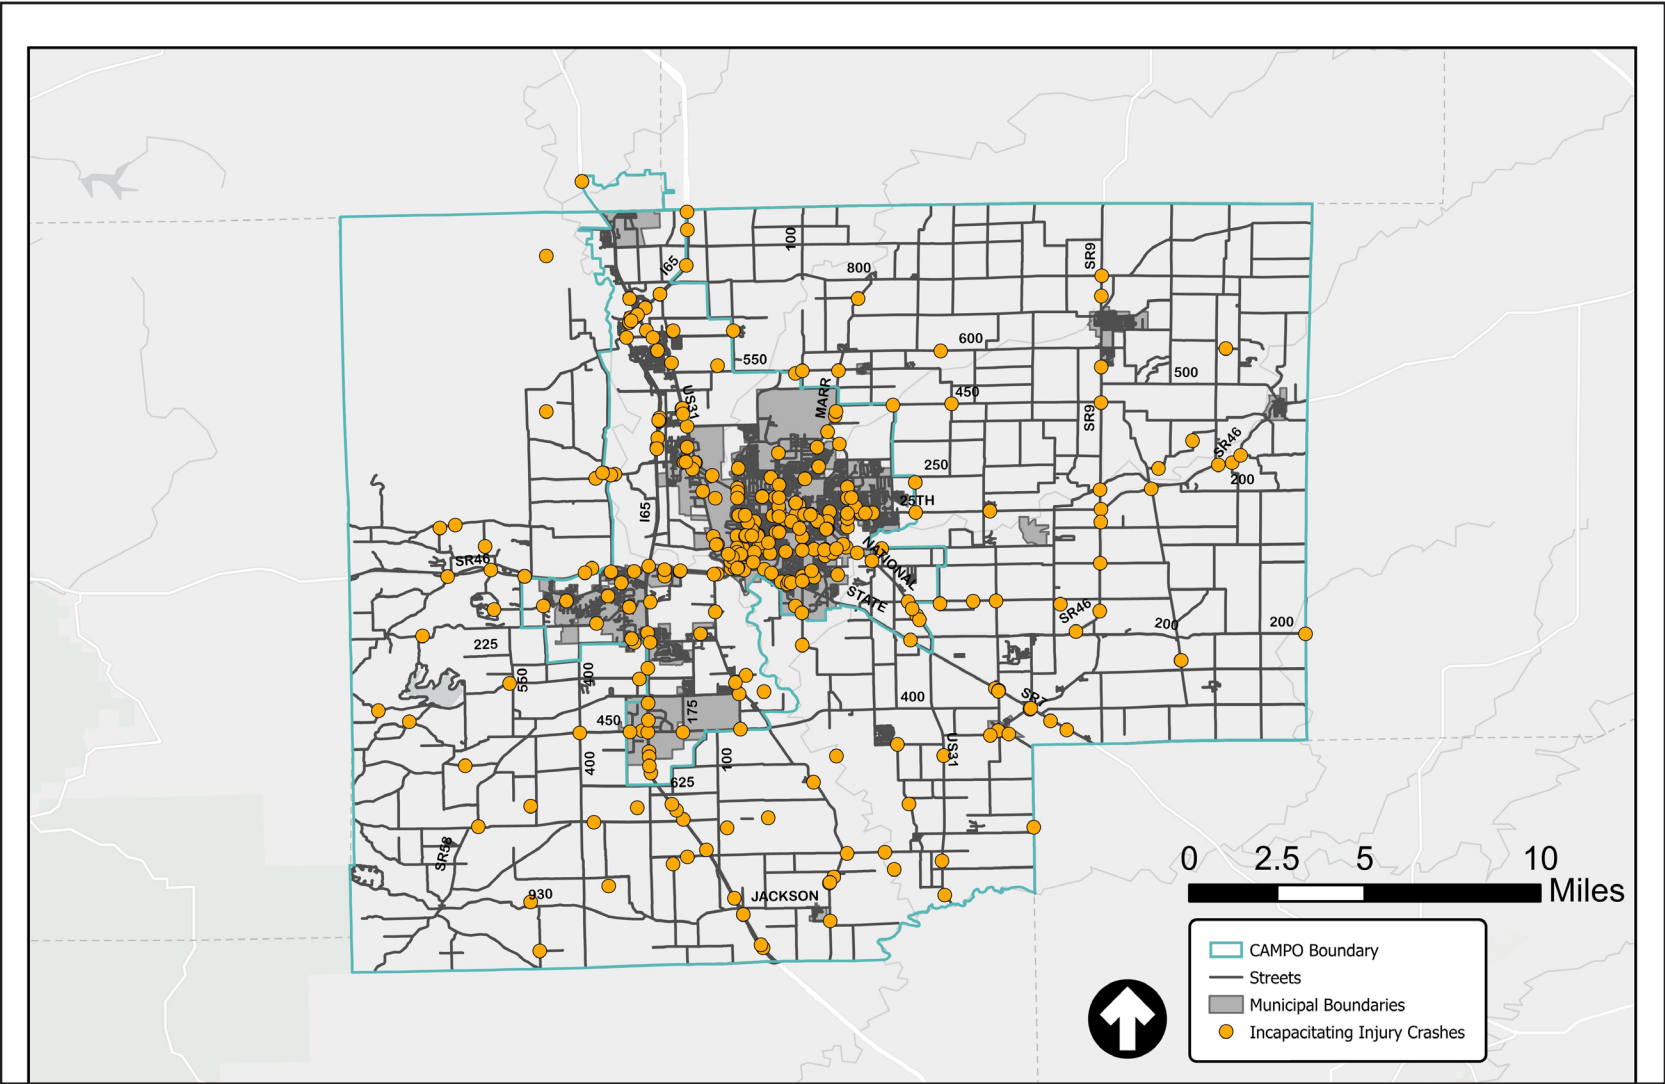 100
SR9
I65
800
600
550
500
US31
MARR
450
SR9
SR46
250
200
25TH
I65
NATIONAL
SR46
STATE
SR46
200
200
225
400
550
400
SR7
175
450
US31
100
400
625
SR58
0 2.5 5 10
Miles
930
JACKSON
CAMPO Boundary
Streets
Municipal Boundaries
Incapacitating Injury Crashes